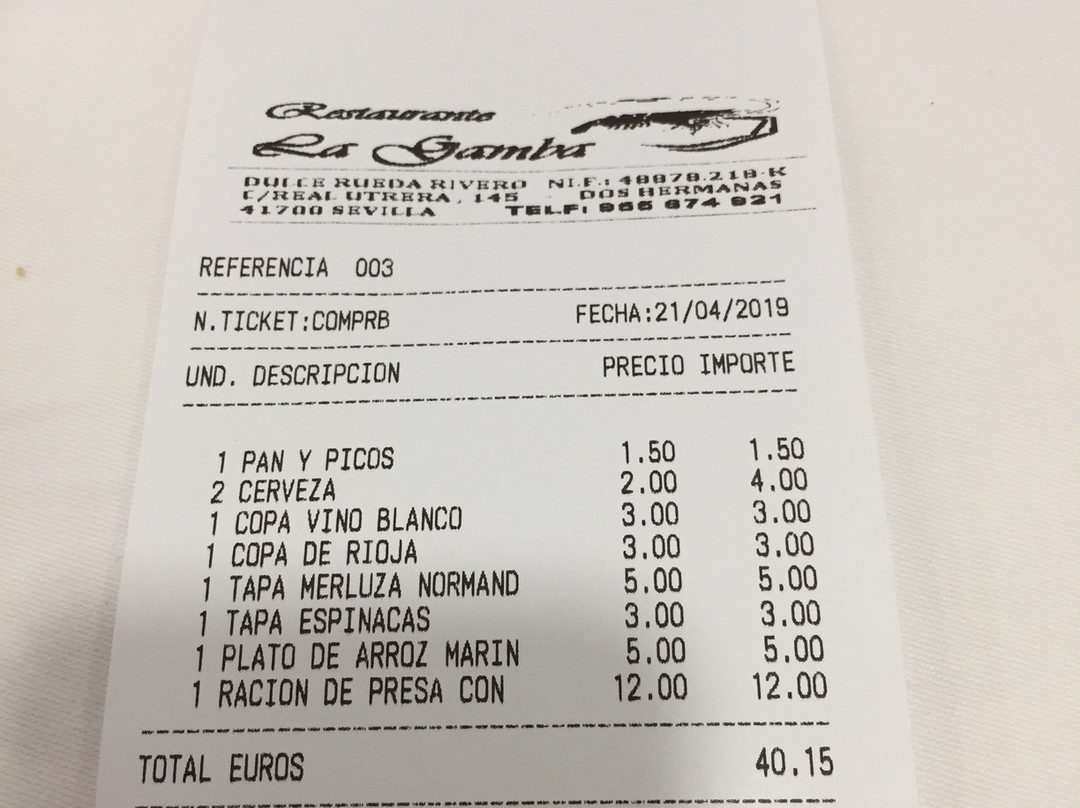 Restaurante
La Gamba
DULCE RUEDA RIVERO N.I.F.: 48878.218-K
C/REAL UTRERA, 145 - DOS HERMANAS
41700 SEVILLA TELF: 955 674 921
REFERENCIA 003
N.TICKET:COMPRB FECHA:21/04/2019
UND. DESCRIPCION PRECIO IMPORTE
1 PAN Y PICOS 1.50 1.50
2 CERVEZA 2.00 4.00
1 COPA VINO BLANCO 3.00 3.00
1 COPA DE RIOJA 3.00 3.00
1 TAPA MERLUZA NORMAND 5.00 5.00
1 TAPA ESPINACAS 3.00 3.00
1 PLATO DE ARROZ MARIN 5.00 5.00
1 RACION DE PRESA CON 12.00 12.00
TOTAL EUROS 40.15